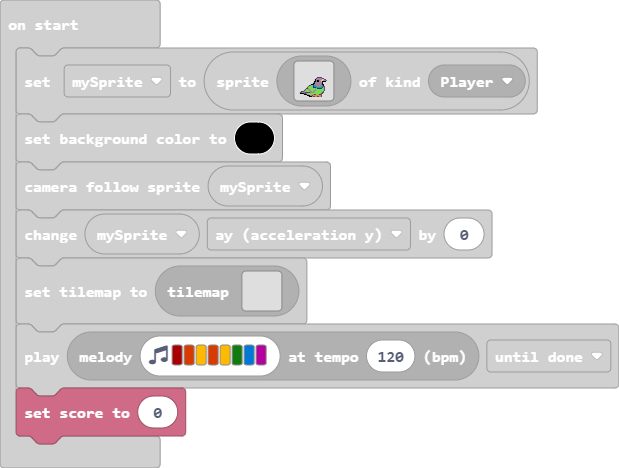 on start
set mySprite to sprite of kind Player
set background color to
camera follow sprite mySprite
change mySprite ay (acceleration y) by 0
set tilemap to tilemap
play melody at tempo 120 (bpm) until done
set score to 0